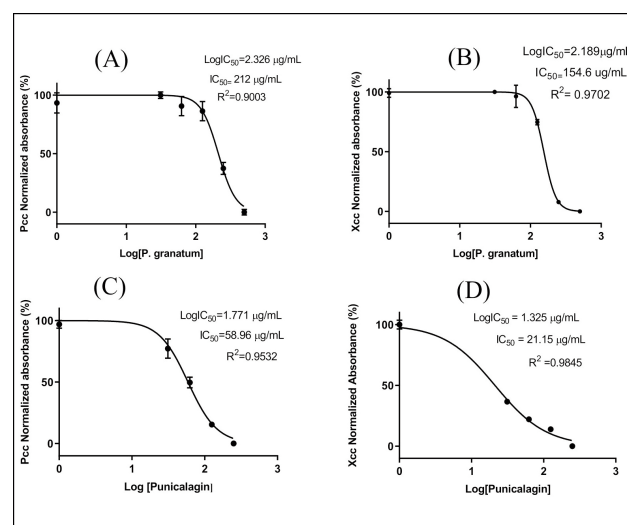 (A)
LogIC50=2.326 µg/mL
IC50= 212 µg/mL
R²=0.9003
Pcc Normalized absorbance (%)
100
50
0
0 1 2 3
Log[P. granatum]
(B)
LogIC50=2.189µg/mL
IC50=154.6 ug/mL
R²= 0.9702
Xcc Normalized absorbance (%)
100
50
0
0 1 2 3
Log[P. granatum]
(C)
LogIC50=1.771 µg/mL
IC50=58.96 µg/mL
R²=0.9532
Pcc Normalized absorbance (%)
100
50
0
0 1 2 3
Log [Punicalagin]
(D)
LogIC50 = 1.325 µg/mL
IC50 = 21.15 µg/mL
R² =0.9845
Xcc Normalized Absorbance (%)
100
50
0
0 1 2 3
Log[Punicalagin]